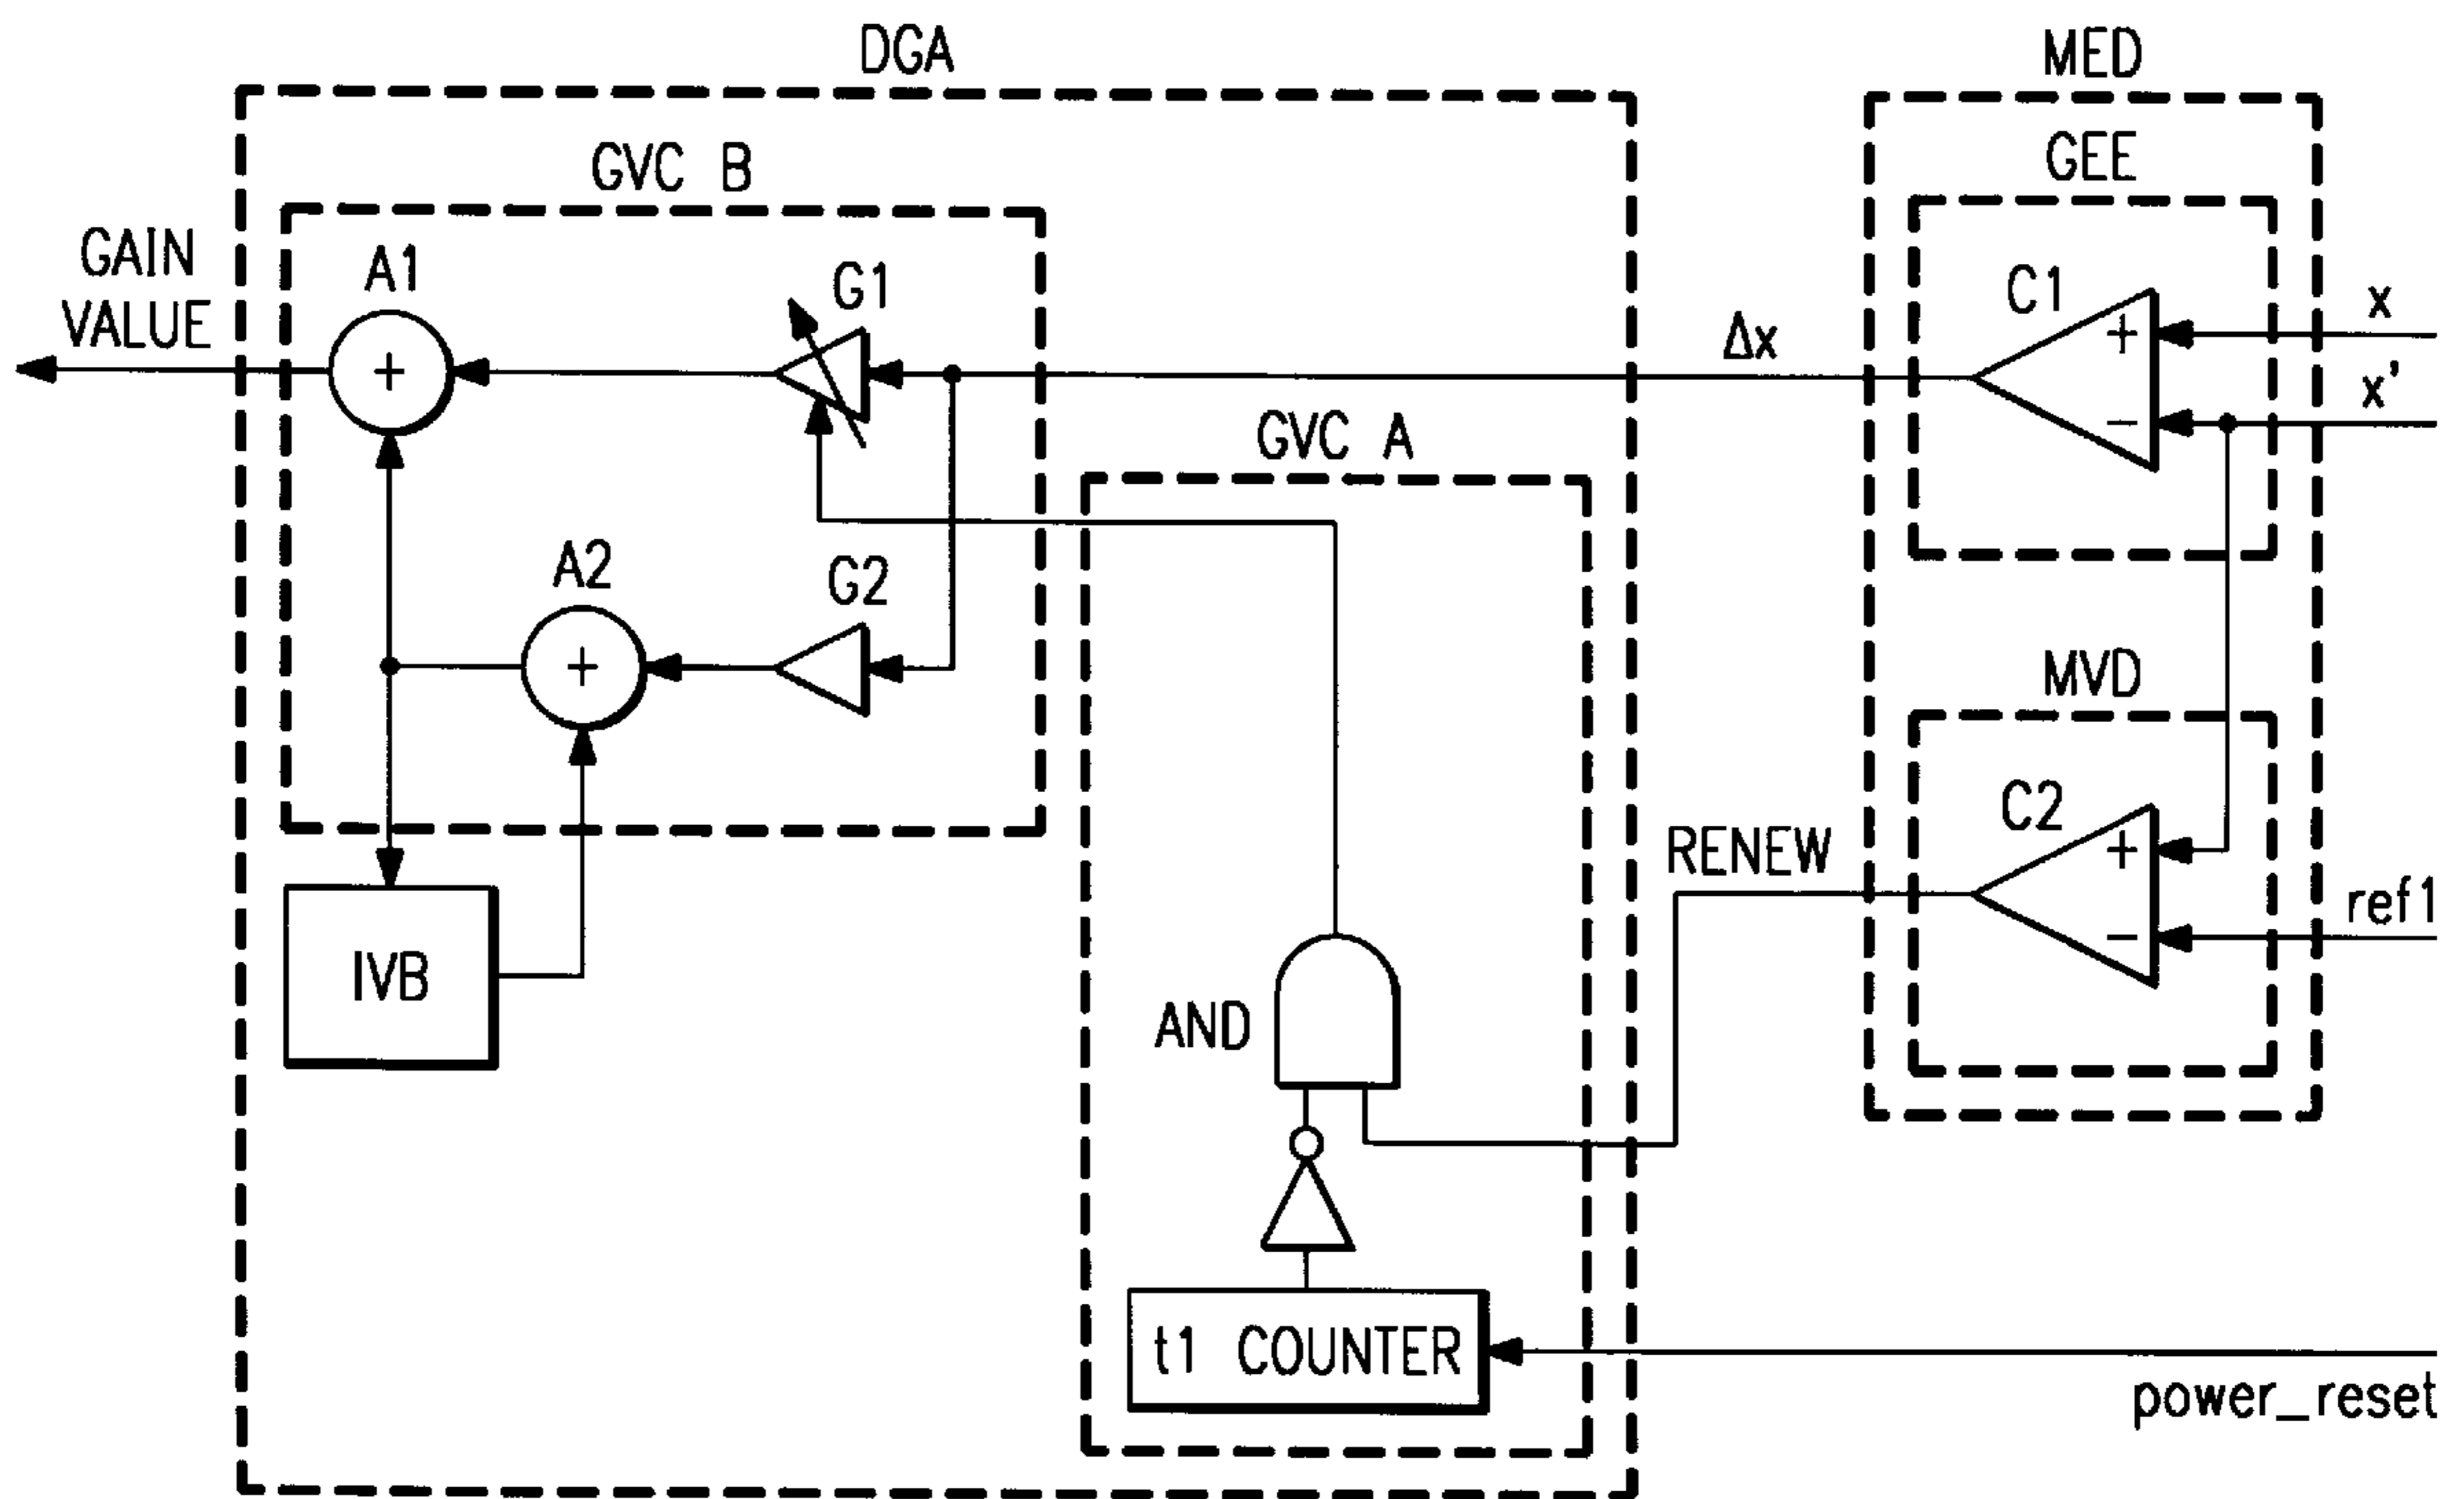 DGA
MED
GVC B
GEE
GAIN
VALUE
A1
G1
C1
+
x
Δx
+
x'
GVC A
−
A2
G2
MVD
+
C2
RENEW
+
ref1
−
IVB
AND
t1 COUNTER
power_reset